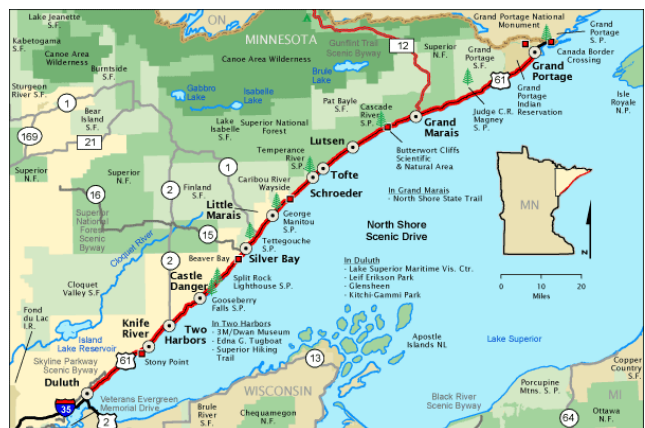 Lake Jeanette
S.F.
ON
Grand Portage National
Monument
Grand
Portage
S. P.
Kabetogama
S.F.
Canoe Area
Wilderness
MINNESOTA
Gunflint Trail
Scenic Byway
12
Superior
N.F.
Grand
Portage
S.F.
Canada Border
Crossing
Burntside
S.F.
Canoe Area Wilderness
Brule
Lake
Grand
Portage
61
Sturgeon
River S.F.
Gabbro
Lake
Isabelle
Lake
Pat Bayle
S.F.
Cascade
River
S.P.
Judge C.R.
Magney
S.P.
Grand
Portage
Indian
Reservation
Isle
Royale
N.P.
1
Bear
Island
S.F.
Lake
Isabelle
S.F.
Superior National
Forest
Grand
Marais
169
21
Lutsen
Butterwort Cliffs
Scientific
& Natural Area
Superior
N.F.
Superior
N.F.
1
Temperance
River
S.P.
Tofte
Schroeder
16
2
Finland
S.F.
Caribou River
Wayside
In Grand Marais
- North Shore State Trail
MN
Superior
National
Forest
Scenic
Byway
Little
Marais
George
Manitou
S.P.
North Shore
Scenic Drive
N
15
Tettegouche
S.P.
Cloquet River
Beaver Bay
Silver Bay
2
In Duluth
- Lake Superior Maritime Vis. Ctr.
- Leif Erikson Park
- Glensheen
- Kitchi-Gammi Park
0 10 20
Miles
Cloquet
Valley S.F.
Castle
Danger
Split Rock
Lighthouse S.P.
Gooseberry
Falls S.P.
Fond
du Lac
I.R.
Knife
River
Two
Harbors
In Two Harbors
- 3M/Dwan Museum
- Edna G. Tugboat
- Superior Hiking
Trail
Island
Lake Reservoir
Apostle
Islands NL
Lake Superior
61
Stony Point
13
Skyline Parkway
Scenic Byway
Copper
Country
S.F.
Duluth
WISCONSIN
Porcupine
Mtns. S. P.
MI
35
Veterans Evergreen
Memorial Drive
Black River
Scenic Byway
2
Brule
River
S.F.
Chequamegon
N.F.
64
Ottawa
N.F.